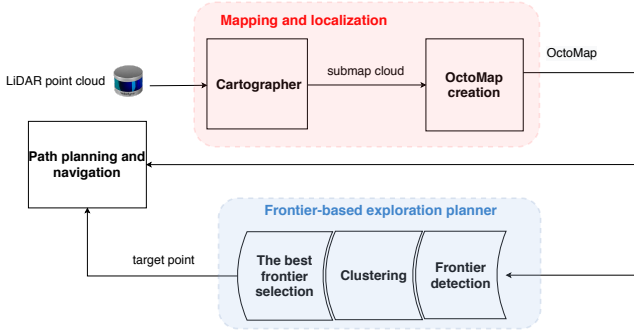 Mapping and localization
OctoMap
LiDAR point cloud
Cartographer
submap cloud
OctoMap
creation
Path planning and
navigation
Frontier-based exploration planner
target point
The best
frontier
selection
Clustering
Frontier
detection